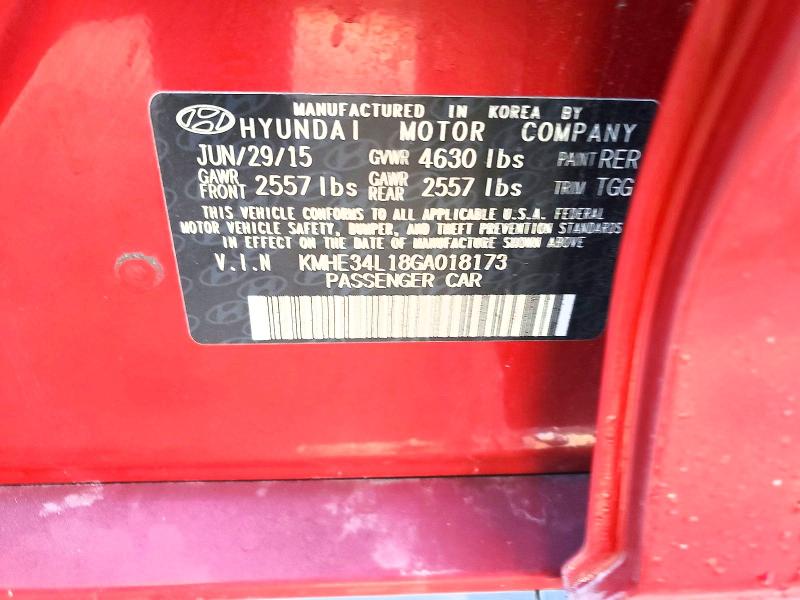 MANUFACTURED IN KOREA BY
HYUNDAI MOTOR COMPANY
JUN/29/15 GVWR 4630 lbs PAINT RER
GAWR FRONT 2557 lbs GAWR REAR 2557 lbs TRIM TGG
THIS VEHICLE CONFORMS TO ALL APPLICABLE U.S.A. FEDERAL
MOTOR VEHICLE SAFETY, BUMPER, AND THEFT PREVENTION STANDARDS
IN EFFECT ON THE DATE OF MANUFACTURE SHOWN ABOVE
V.I.N KMHE34L18GA018173
PASSENGER CAR